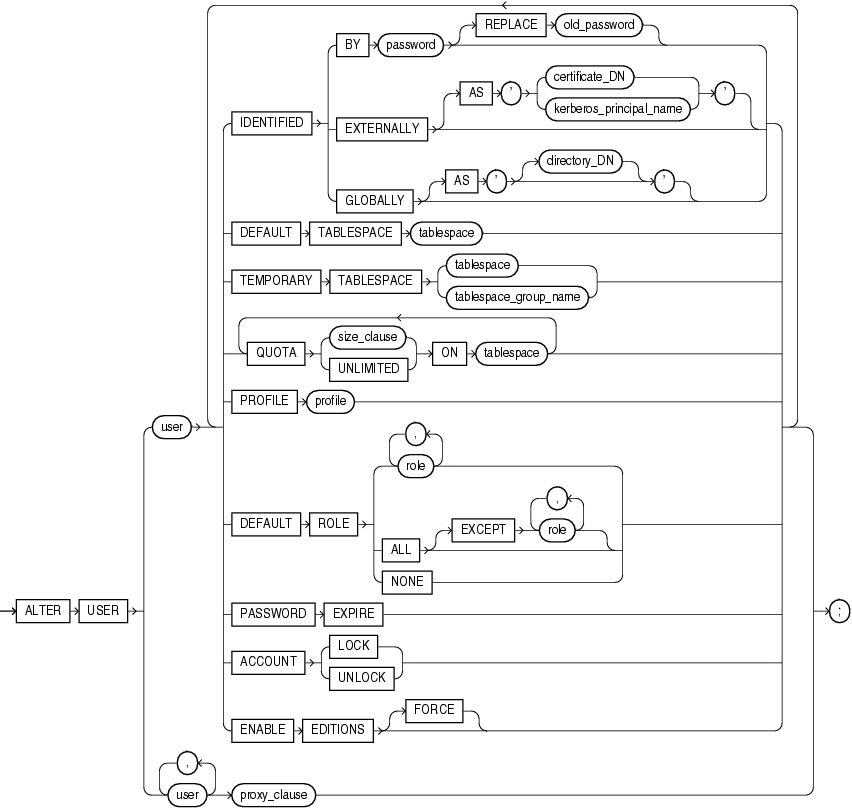 REPLACE old_password
BY password
certificate_DN
AS ' '
kerberos_principal_name
IDENTIFIED EXTERNALLY
directory_DN
AS ' '
GLOBALLY
DEFAULT TABLESPACE tablespace
tablespace
TEMPORARY TABLESPACE
tablespace_group_name
size_clause
QUOTA ON tablespace
UNLIMITED
PROFILE profile
user
,
role
,
DEFAULT ROLE EXCEPT role
ALL
NONE
ALTER USER PASSWORD EXPIRE ;
LOCK
ACCOUNT
UNLOCK
FORCE
ENABLE EDITIONS
,
user proxy_clause